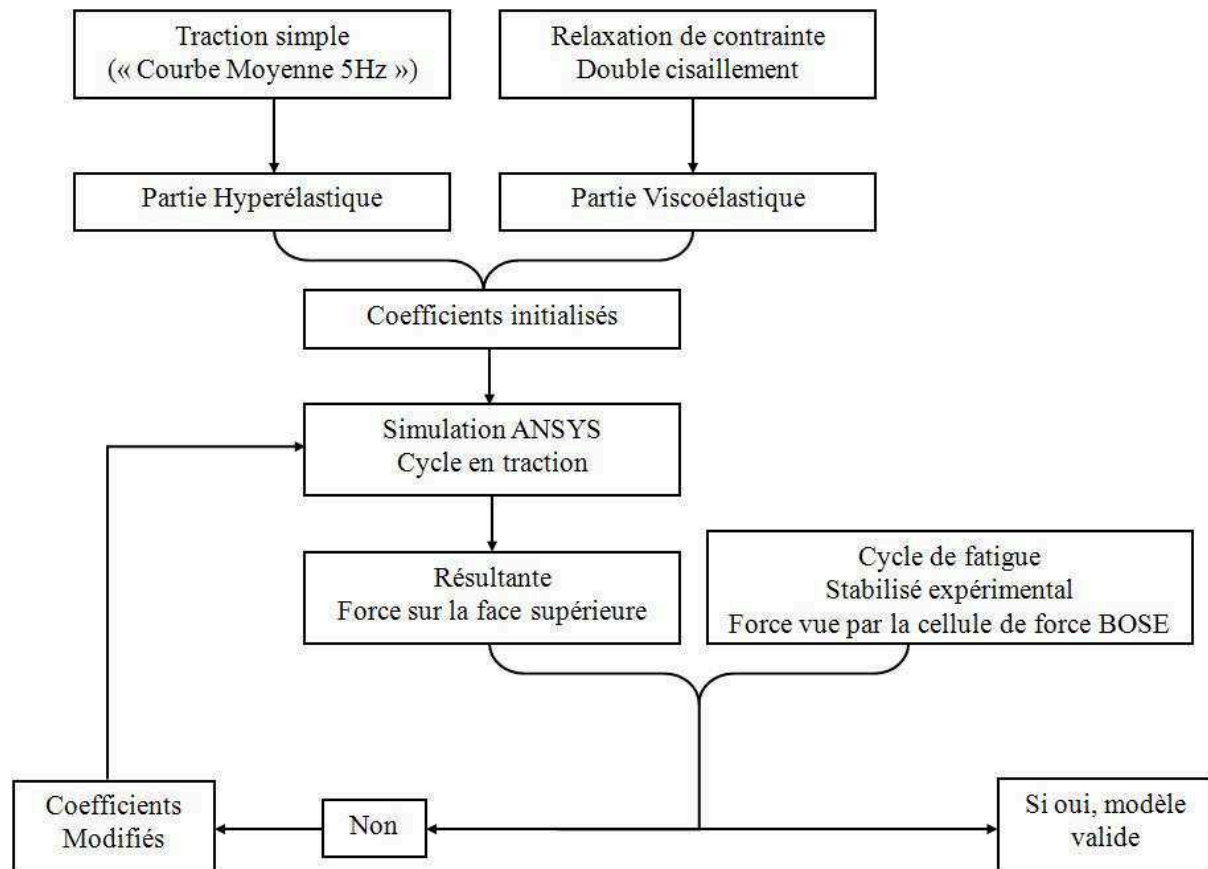 Traction simple
(« Courbe Moyenne 5Hz »)
Relaxation de contrainte
Double cisaillement
Partie Hyperélastique
Partie Viscoélastique
Coefficients initialisés
Simulation ANSYS
Cycle en traction
Résultante
Force sur la face supérieure
Cycle de fatigue
Stabilisé expérimental
Force vue par la cellule de force BOSE
Coefficients
Modifiés
Non
Si oui, modèle
valide